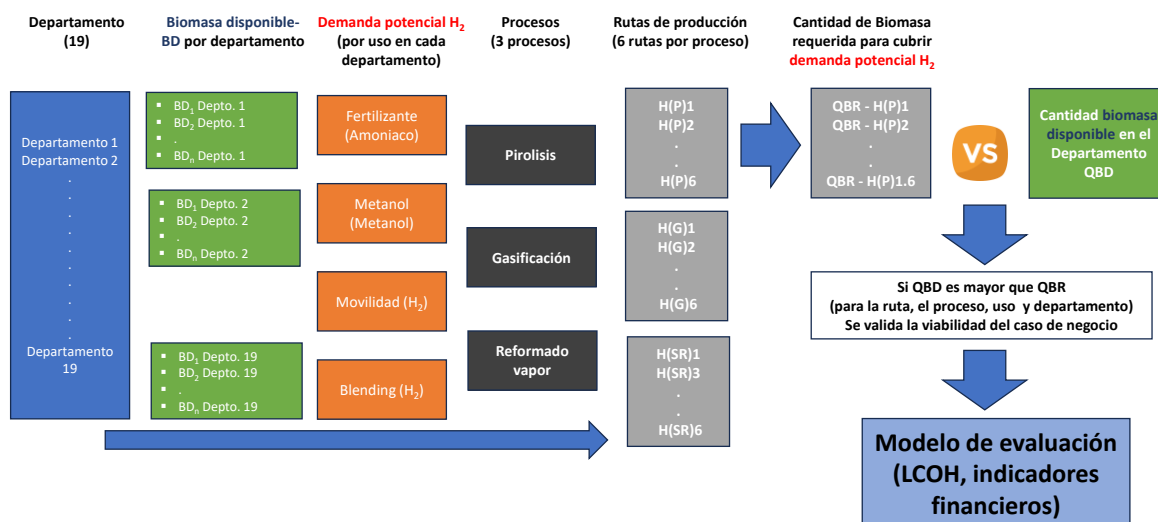 Departamento
(19)
Biomasa disponible-
BD por departamento
Demanda potencial H₂
(por uso en cada
departamento)
Procesos
(3 procesos)
Rutas de producción
(6 rutas por proceso)
Cantidad de Biomasa
requerida para cubrir
demanda potencial H₂
Departamento 1
Departamento 2
.
.
.
.
.
.
.
.
.
Departamento
19
▪ BD₁ Depto. 1
▪ BD₂ Depto. 1
▪ .
▪ BDₙ Depto. 1
▪ BD₁ Depto. 2
▪ BD₂ Depto. 2
▪ .
▪ BDₙ Depto. 2
▪ BD₁ Depto. 19
▪ BD₂ Depto. 19
▪ .
▪ BDₙ Depto. 19
Fertilizante
(Amoniaco)
Metanol
(Metanol)
Movilidad (H₂)
Blending (H₂)
Pirolisis
Gasificación
Reformado
vapor
H(P)1
H(P)2
.
.
H(P)6
H(G)1
H(G)2
.
.
H(G)6
H(SR)1
H(SR)3
.
.
H(SR)6
QBR - H(P)1
QBR - H(P)2
.
.
QBR - H(P)1.6
VS
Cantidad biomasa
disponible en el
Departamento
QBD
Si QBD es mayor que QBR
(para la ruta, el proceso, uso y departamento)
Se valida la viabilidad del caso de negocio
Modelo de evaluación
(LCOH, indicadores
financieros)